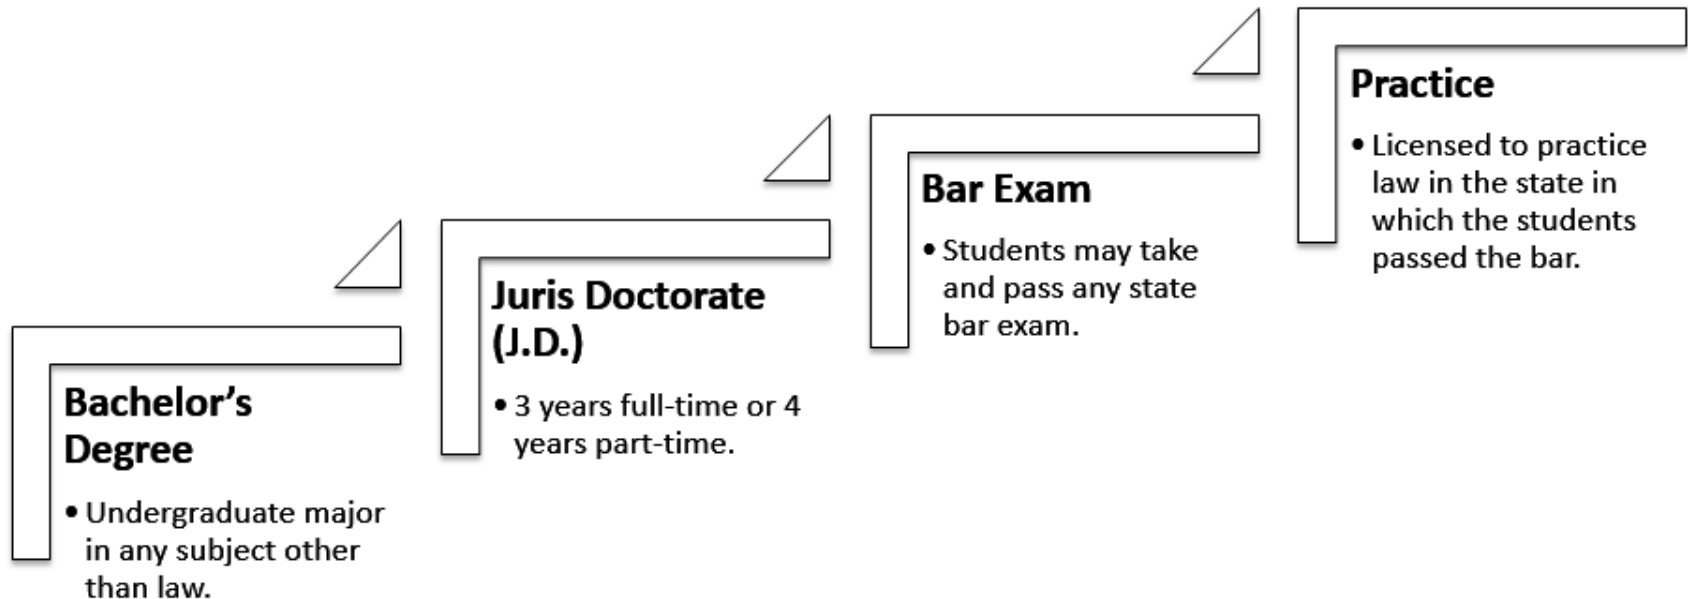 Bachelor’s
Degree
• Undergraduate major
in any subject other
than law.
Juris Doctorate
(J.D.)
• 3 years full-time or 4
years part-time.
Bar Exam
• Students may take
and pass any state
bar exam.
Practice
• Licensed to practice
law in the state in
which the students
passed the bar.